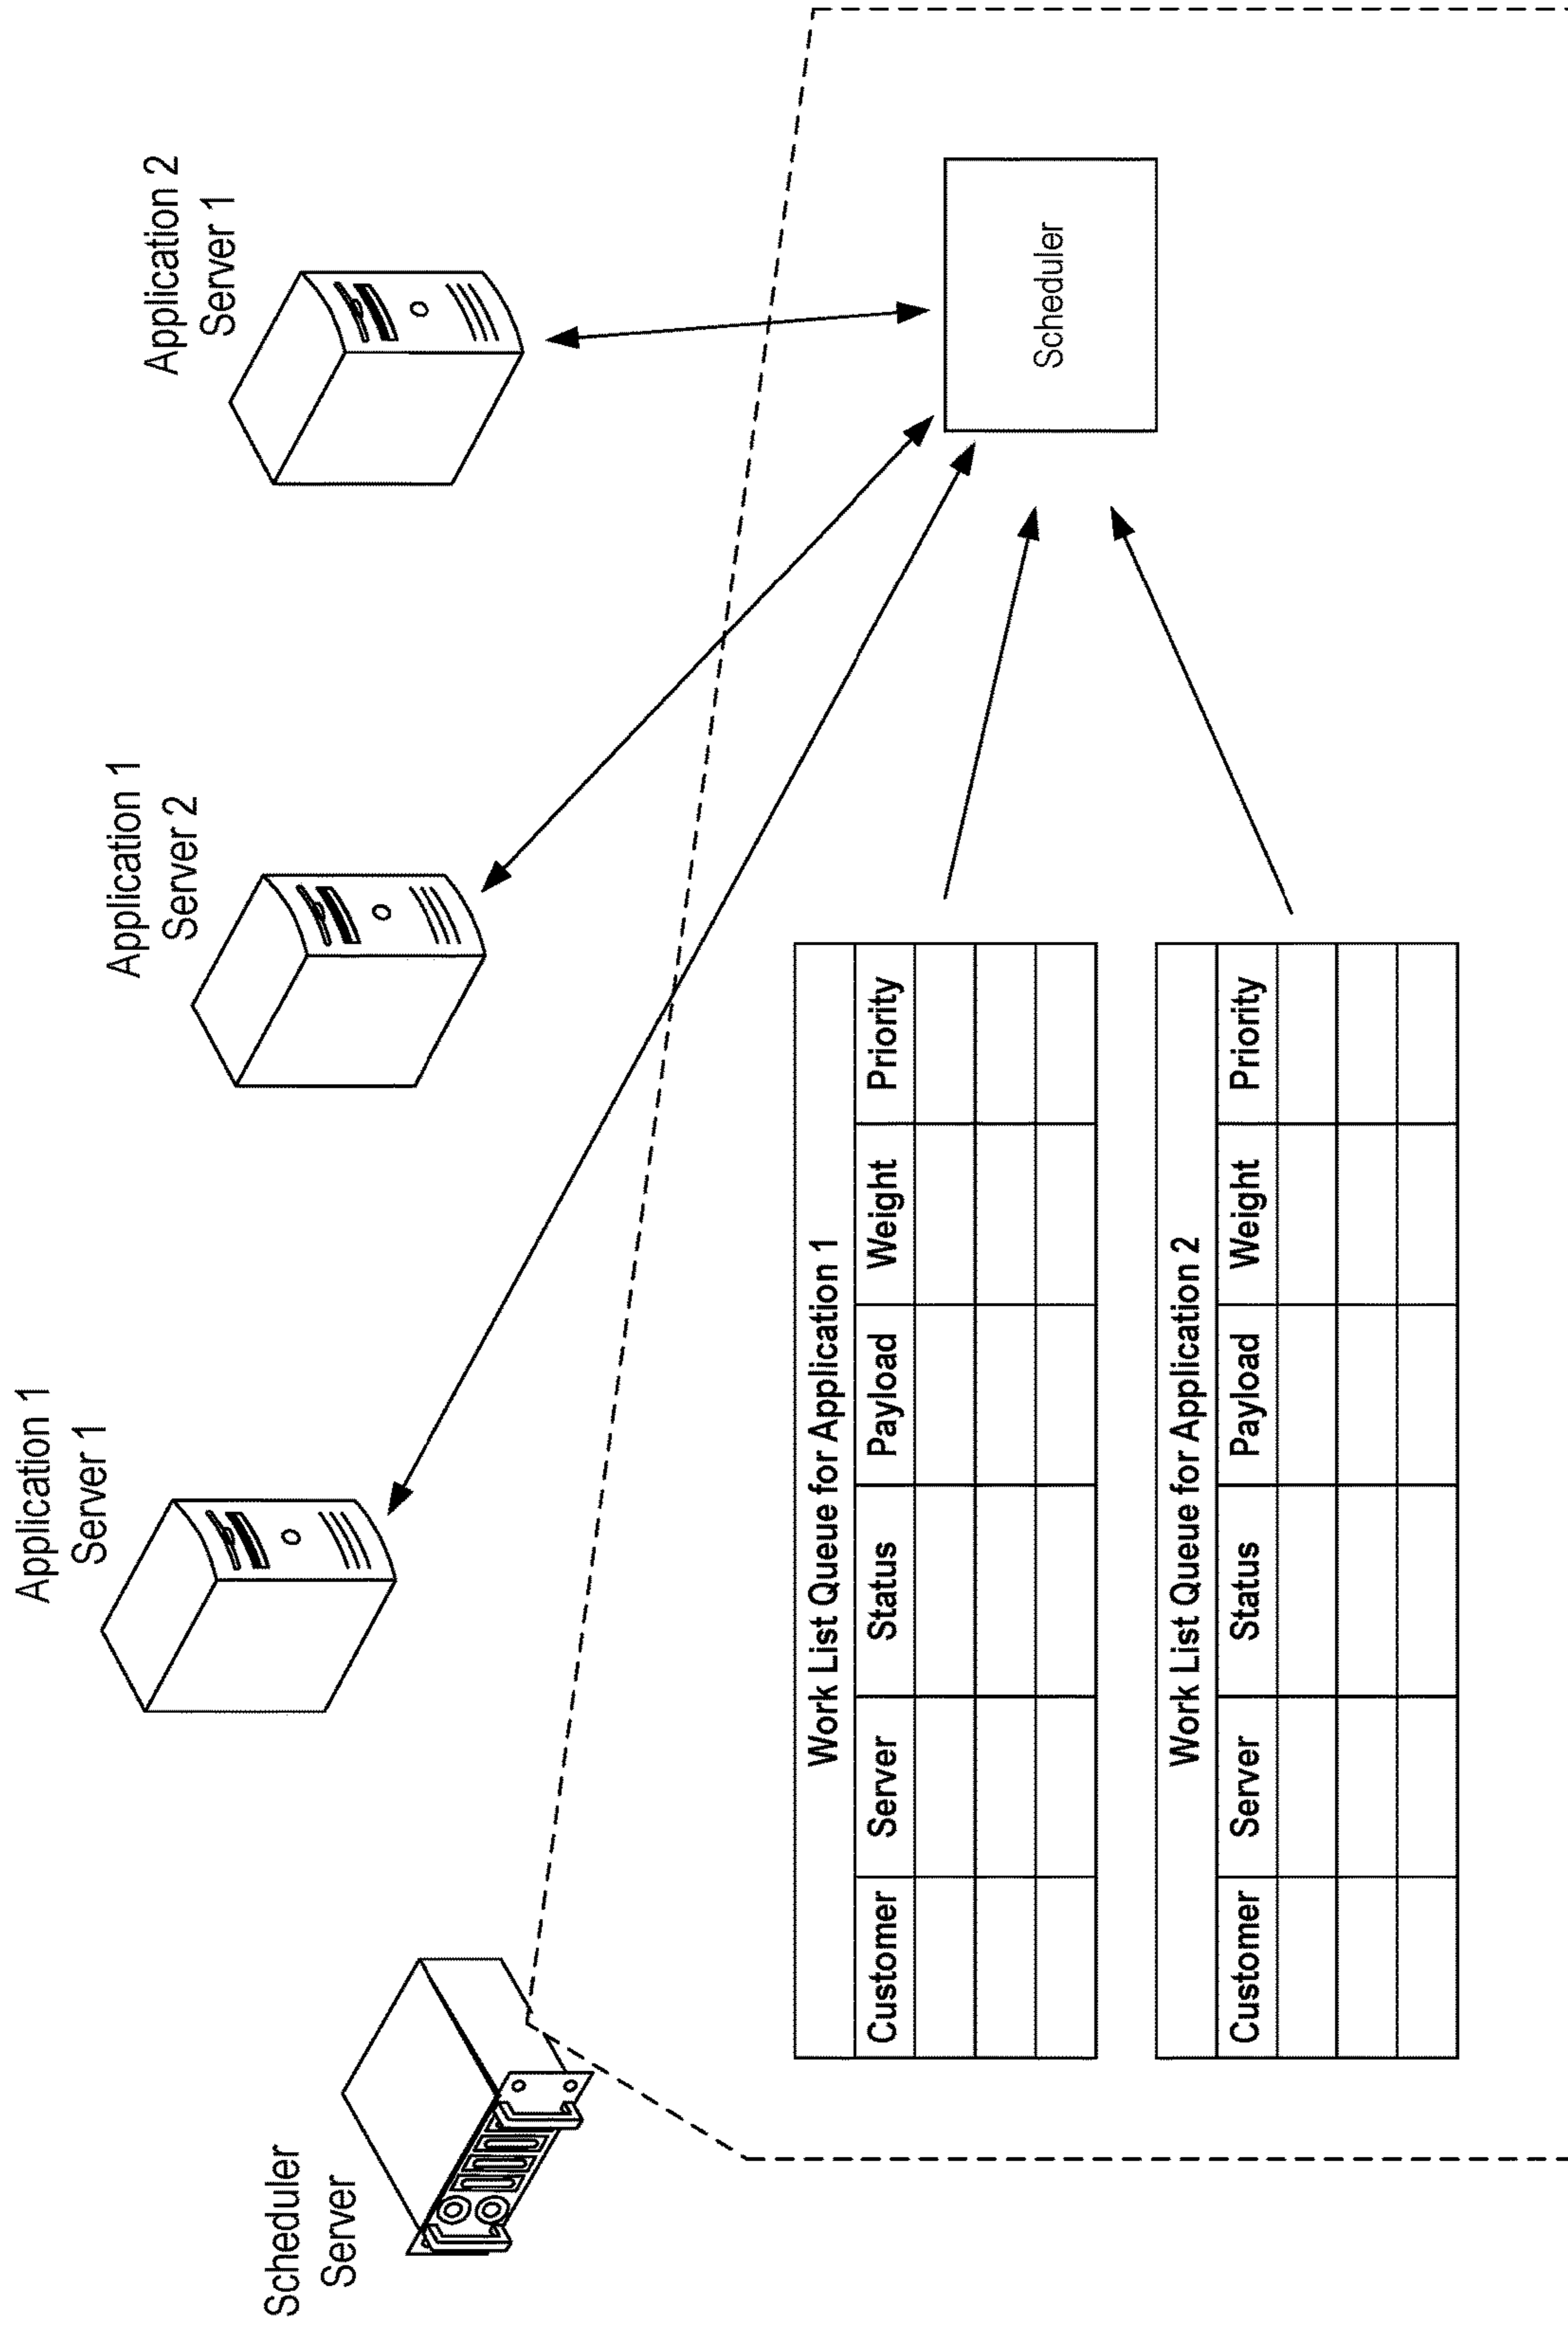 Scheduler
Server
Application 1
Server 1
Application 1
Server 2
Application 2
Server 1
Work List Queue for Application 1
Customer Server Status Payload Weight Priority
Work List Queue for Application 2
Customer Server Status Payload Weight Priority
Scheduler